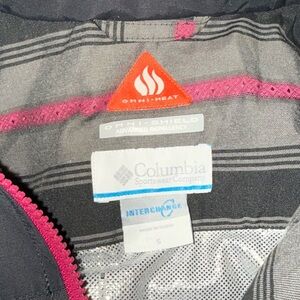 OMNI-HEAT
OMNI-SHIELD
ADVANCED REPELLENCY
Columbia
Sportswear Company
INTERCHANGE
S